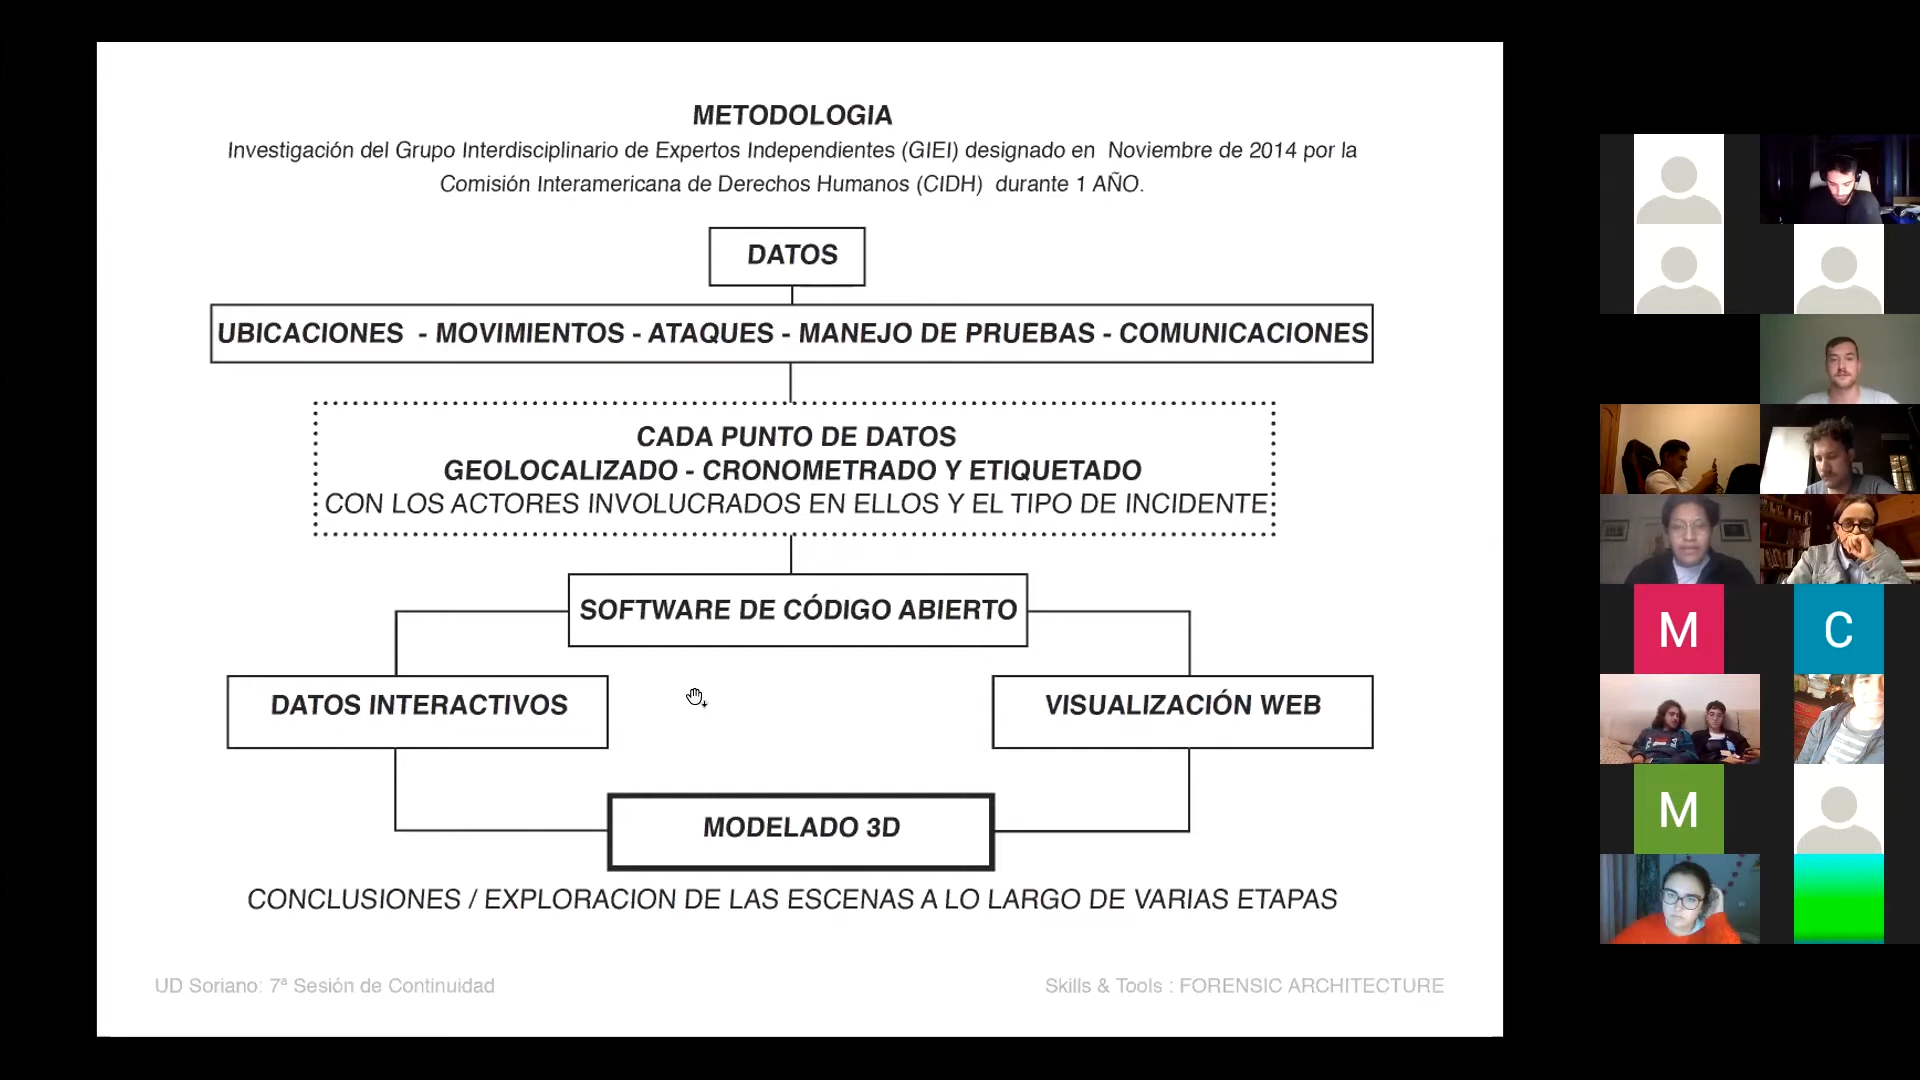 METODOLOGIA
Investigación del Grupo Interdisciplinario de Expertos Independientes (GIEI) designado en Noviembre de 2014 por la
Comisión Interamericana de Derechos Humanos (CIDH) durante 1 AÑO.
DATOS
UBICACIONES - MOVIMIENTOS - ATAQUES - MANEJO DE PRUEBAS - COMUNICACIONES
CADA PUNTO DE DATOS
GEOLOCALIZADO - CRONOMETRADO Y ETIQUETADO
CON LOS ACTORES INVOLUCRADOS EN ELLOS Y EL TIPO DE INCIDENTE
SOFTWARE DE CÓDIGO ABIERTO
DATOS INTERACTIVOS
VISUALIZACIÓN WEB
MODELADO 3D
CONCLUSIONES / EXPLORACION DE LAS ESCENAS A LO LARGO DE VARIAS ETAPAS
UD Soriano: 7ª Sesión de Continuidad
Skills & Tools : FORENSIC ARCHITECTURE
M
C
M